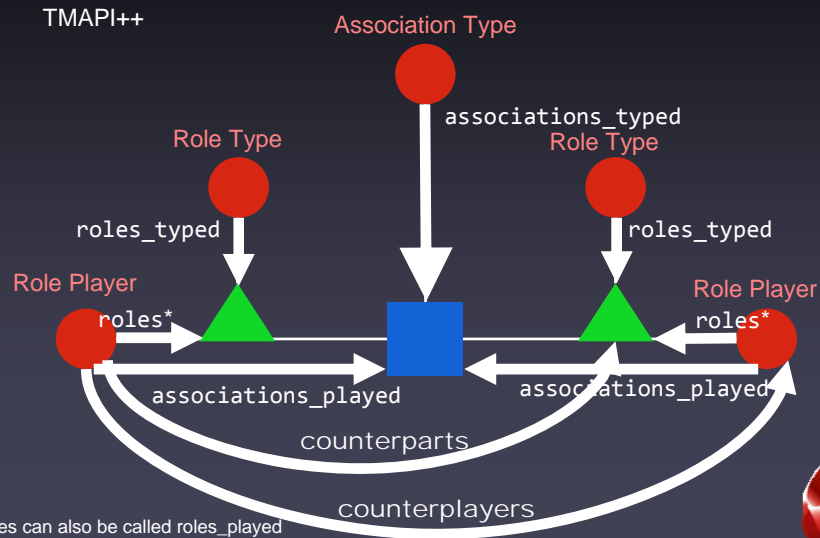 TMAPI++
Association Type
associations_typed
Role Type
Role Type
roles_typed
roles_typed
Role Player
Role Player
roles*
roles*
associations_played
associations_played
counterparts
counterplayers
can also be called roles_played